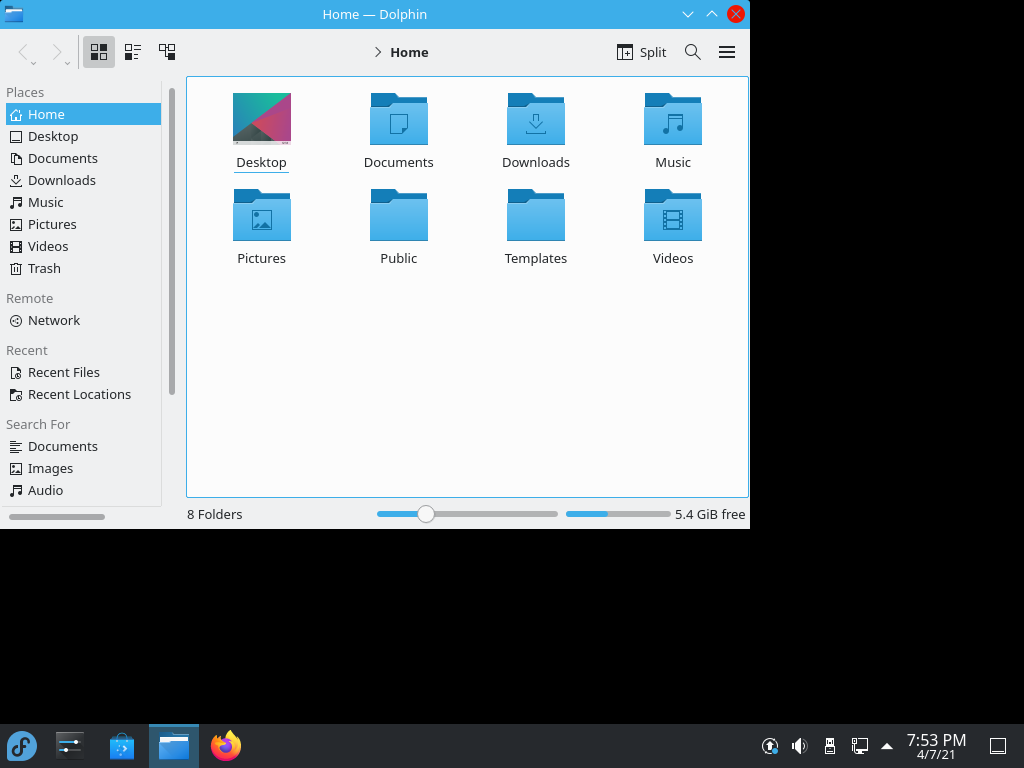 Home — Dolphin
Home
Split
Places
Home
Desktop
Documents
Downloads
Music
Pictures
Videos
Trash
Remote
Network
Recent
Recent Files
Recent Locations
Search For
Documents
Images
Audio
Desktop
Documents
Downloads
Music
Pictures
Public
Templates
Videos
8 Folders
5.4 GiB free
7:53 PM
4/7/21